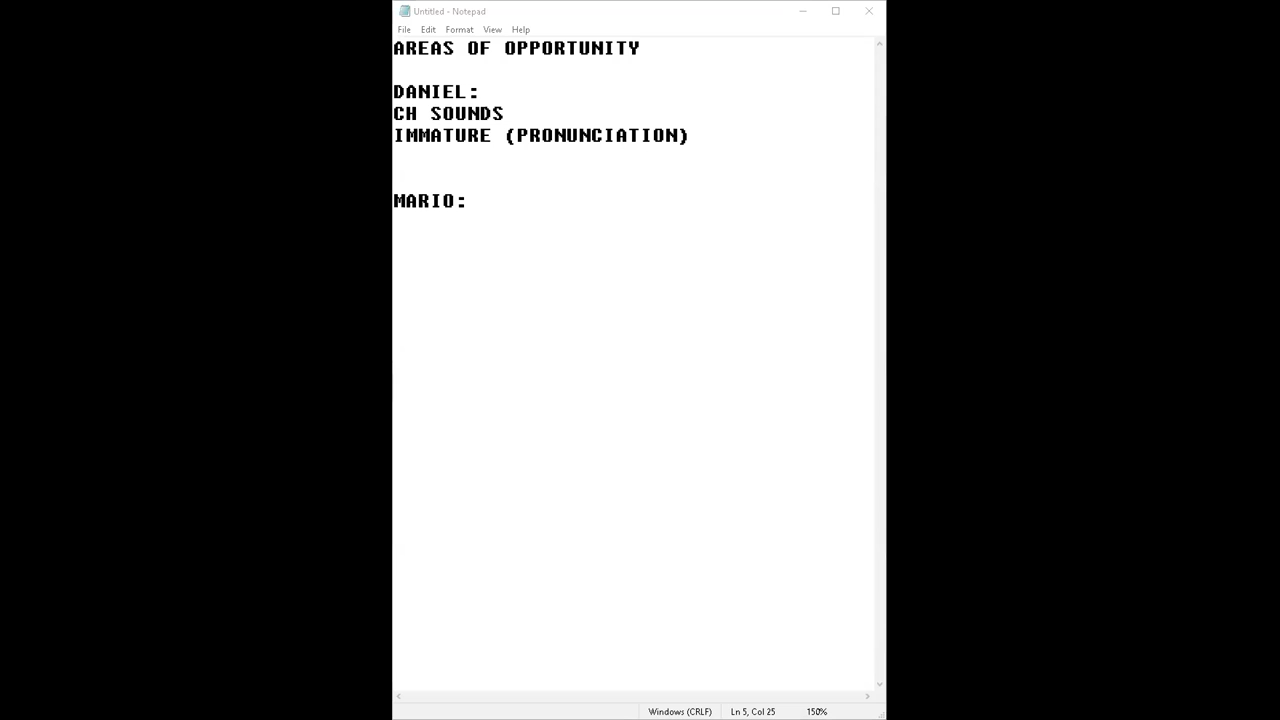 Untitled - Notepad
File Edit Format View Help
AREAS OF OPPORTUNITY
DANIEL:
CH SOUNDS
IMMATURE (PRONUNCIATION)
MARIO:
Windows (CRLF) Ln 5, Col 25 150%